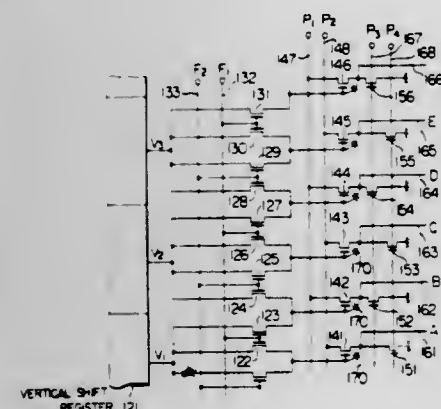 P1 P2 P3 P4
147 148 167
168
146 166
F2 F1 132
133 131 156
V3 145 E
130 129 155 165
144 D
128 127 154 164
143 C
V2 126 125 153 163
170
124 142 B
123 170 152 162
V1 141
122 170 151 161
VERTICAL SHIFT
REGISTER 121